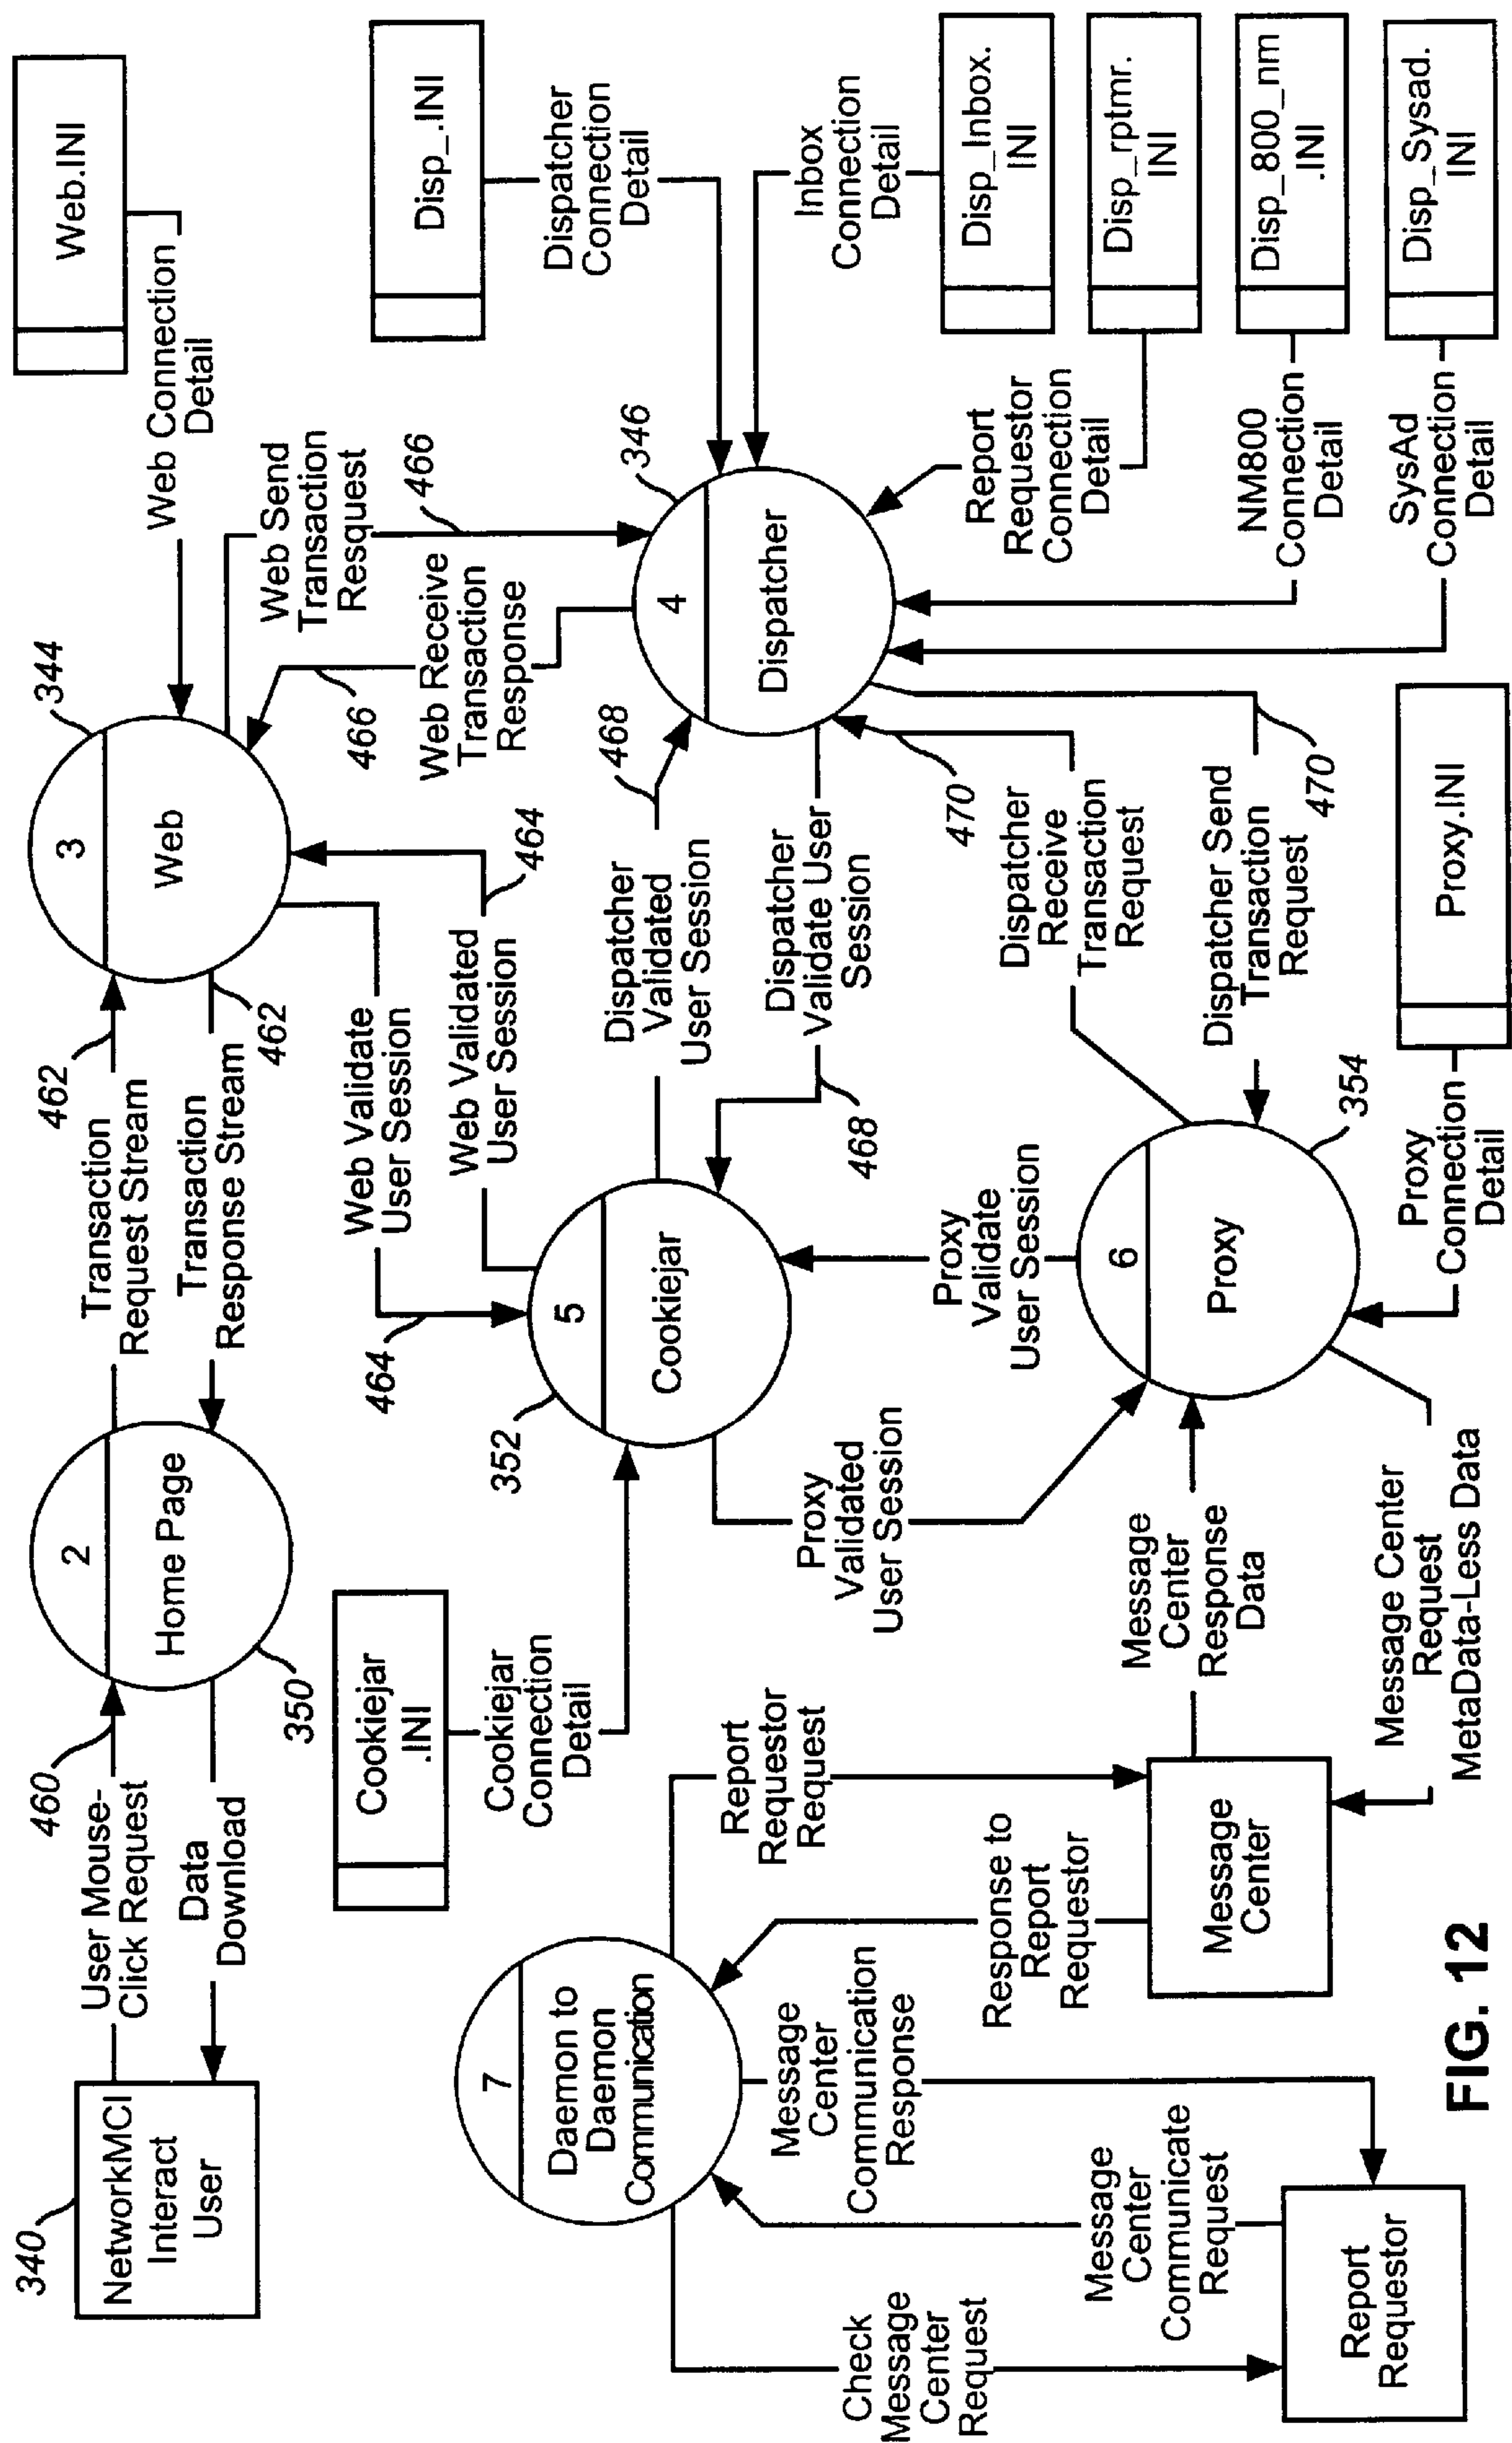 340
NetworkMCI
Interact
User
User Mouse-
Click Request
460
Data
Download
2
Home Page
350
Transaction
Request Stream
462
Transaction
Response Stream
462
3
Web
344
Web Connection
Detail
Web.INI
Web Validate
User Session
464
Web Validated
User Session
464
Web Send
Transaction
Resquest
466
Web Receive
Transaction
Response
466
Disp_.INI
Dispatcher
Connection
Detail
Cookiejar
.INI
Cookiejar
Connection
Detail
352
5
Cookiejar
Dispatcher
Validated
User Session
468
Dispatcher
Validate User
Session
468
346
4
Dispatcher
Inbox
Connection
Detail
Disp_Inbox.
INI
Report
Requestor
Connection
Detail
Disp_rptmr.
INI
NM800
Connection
Detail
Disp_800_nm
.INI
SysAd
Connection
Detail
Disp_Sysad.
INI
7
Daemon to
Daemon
Communication
Report
Requestor
Request
Response to
Report
Requestor
Message
Center
Communication
Response
Check
Message
Center
Request
Message
Center
Communicate
Request
Report
Requestor
Message
Center
Message
Center
Response
Data
Message Center
Request
MetaData-Less Data
Proxy
Validated
User Session
Proxy
Validate
User Session
6
Proxy
354
Dispatcher
Receive
Transaction
Request
470
Dispatcher Send
Transaction
Request
470
Proxy
Connection
Detail
Proxy.INI
FIG. 12